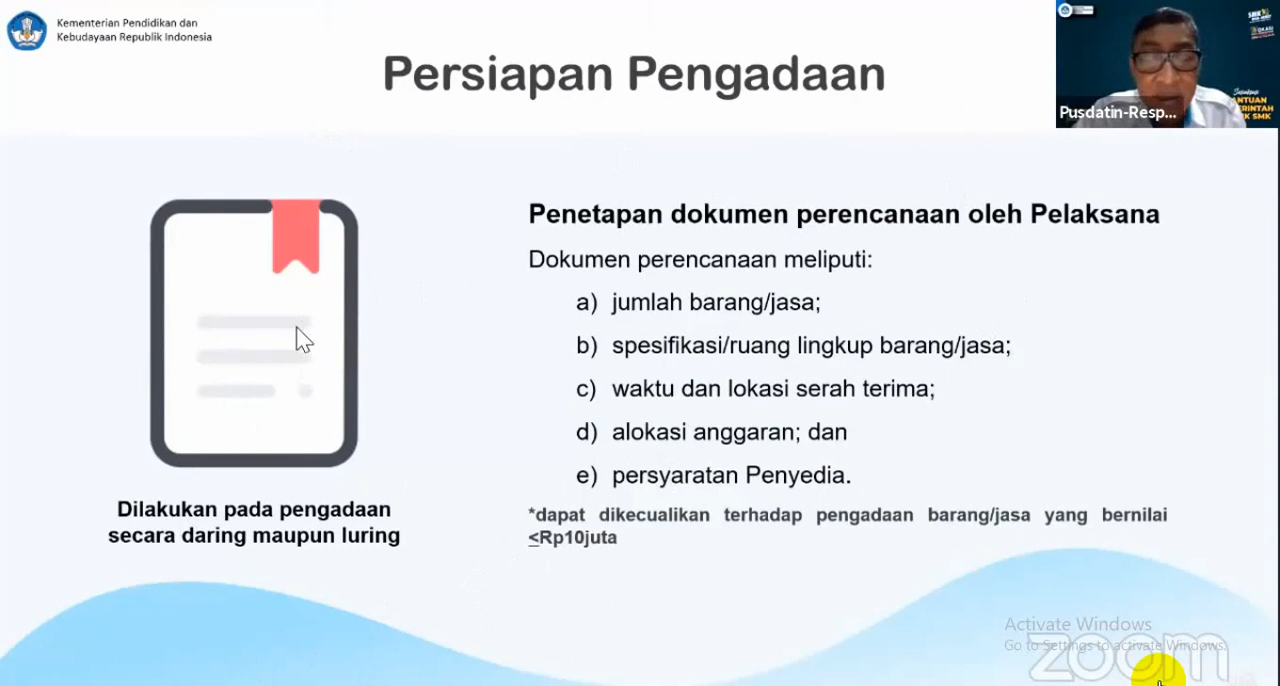 Kementerian Pendidikan dan
Kebudayaan Republik Indonesia
Persiapan Pengadaan
Pusdatin-Resp...
Penetapan dokumen perencanaan oleh Pelaksana
Dokumen perencanaan meliputi:
a) jumlah barang/jasa;
b) spesifikasi/ruang lingkup barang/jasa;
c) waktu dan lokasi serah terima;
d) alokasi anggaran; dan
e) persyaratan Penyedia.
*dapat dikecualikan terhadap pengadaan barang/jasa yang bernilai
≤Rp10juta
Dilakukan pada pengadaan
secara daring maupun luring
Activate Windows
Go to Settings to activate Windows.
zoom